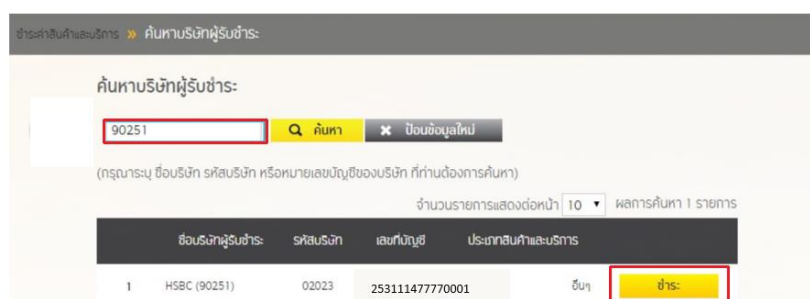 ชำระค่าสินค้าและบริการ » ค้นหาบริษัทผู้รับชำระ
ค้นหาบริษัทผู้รับชำระ
90251 ค้นหา ✖ ป้อนข้อมูลใหม่
(กรุณาระบุ ชื่อบริษัท รหัสบริษัท หรือหมายเลขบัญชีของบริษัท ที่ท่านต้องการค้นหา)
จำนวนรายการแสดงต่อหน้า 10 ▼ ผลการค้นหา 1 รายการ
ชื่อบริษัทผู้รับชำระ รหัสบริษัท เลขที่บัญชี ประเภทสินค้าและบริการ
1 HSBC (90251) 02023 253111477770001 อื่นๆ ชำระ